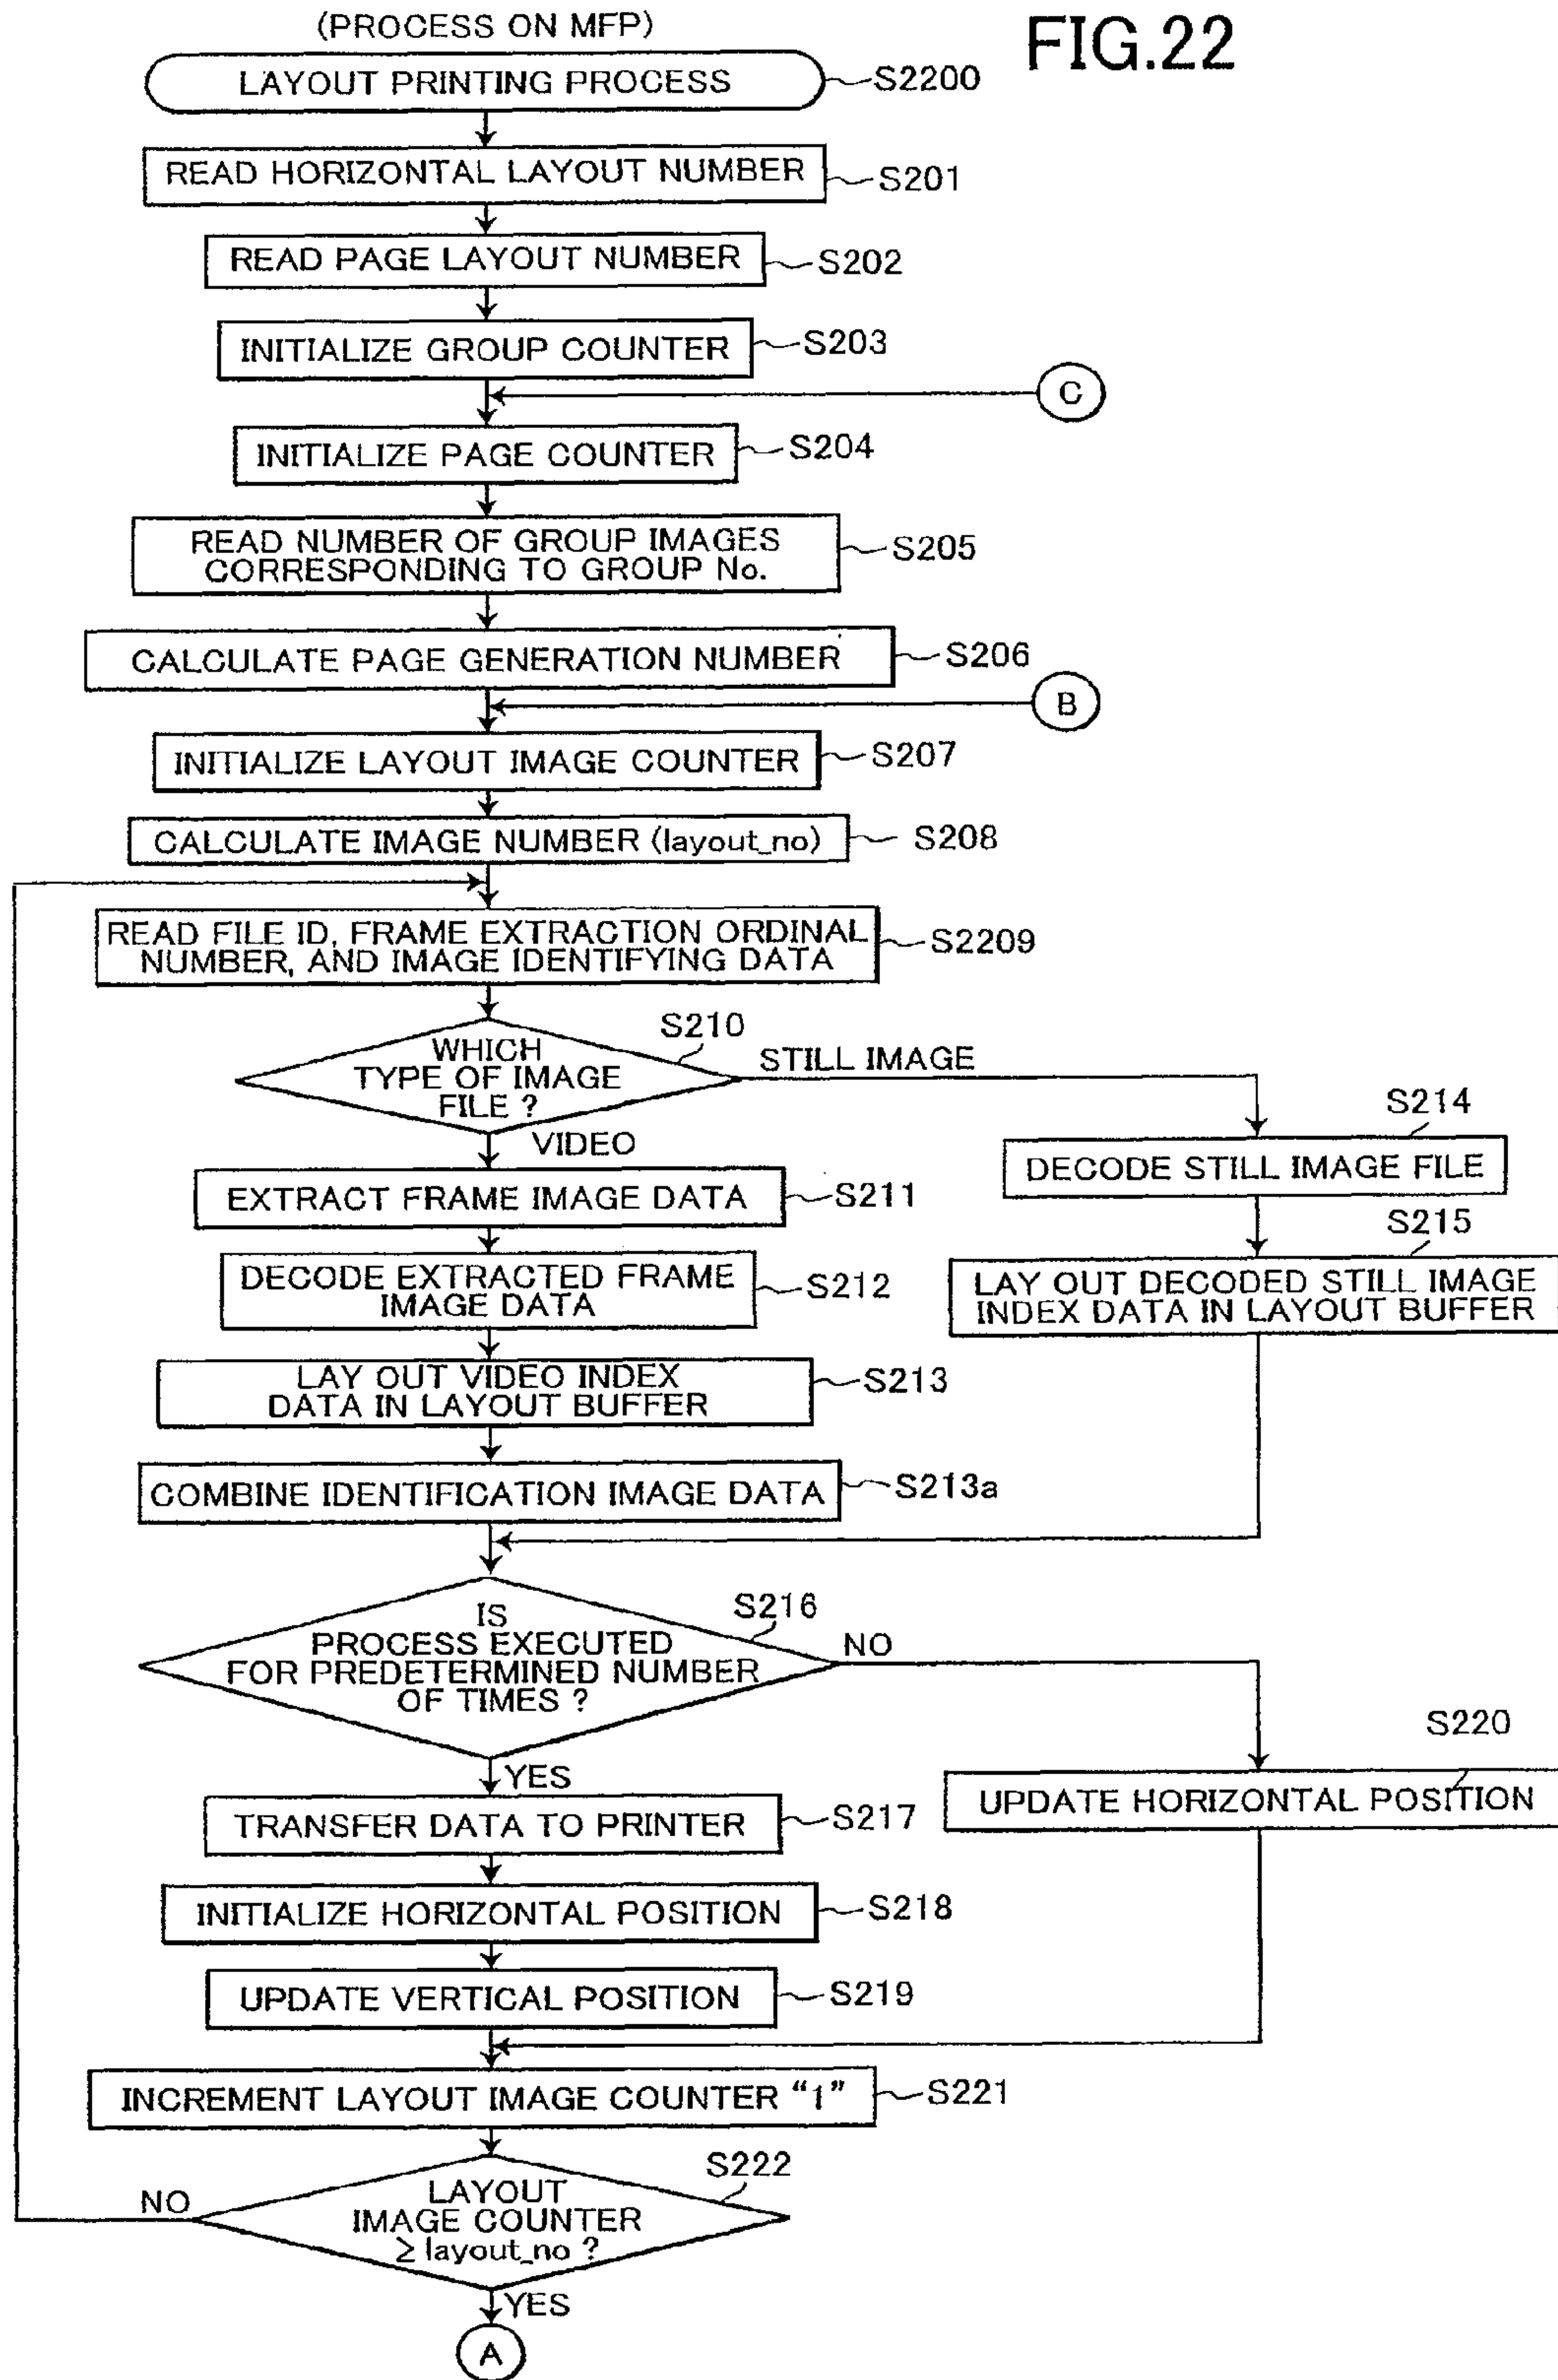 (PROCESS ON MFP)
FIG.22
LAYOUT PRINTING PROCESS
S2200
READ HORIZONTAL LAYOUT NUMBER
S201
READ PAGE LAYOUT NUMBER
S202
INITIALIZE GROUP COUNTER
S203
C
INITIALIZE PAGE COUNTER
S204
READ NUMBER OF GROUP IMAGES
CORRESPONDING TO GROUP No.
S205
CALCULATE PAGE GENERATION NUMBER
S206
B
INITIALIZE LAYOUT IMAGE COUNTER
S207
CALCULATE IMAGE NUMBER (layout_no)
S208
READ FILE ID, FRAME EXTRACTION ORDINAL
NUMBER, AND IMAGE IDENTIFYING DATA
S2209
S210
WHICH
TYPE OF IMAGE
FILE ?
STILL IMAGE
VIDEO
S214
DECODE STILL IMAGE FILE
EXTRACT FRAME IMAGE DATA
S211
S215
LAY OUT DECODED STILL IMAGE
INDEX DATA IN LAYOUT BUFFER
DECODE EXTRACTED FRAME
IMAGE DATA
S212
LAY OUT VIDEO INDEX
DATA IN LAYOUT BUFFER
S213
COMBINE IDENTIFICATION IMAGE DATA
S213a
S216
IS
PROCESS EXECUTED
FOR PREDETERMINED NUMBER
OF TIMES ?
NO
YES
S220
UPDATE HORIZONTAL POSITION
TRANSFER DATA TO PRINTER
S217
INITIALIZE HORIZONTAL POSITION
S218
UPDATE VERTICAL POSITION
S219
INCREMENT LAYOUT IMAGE COUNTER “1”
S221
S222
LAYOUT
IMAGE COUNTER
≥ layout_no ?
NO
YES
A